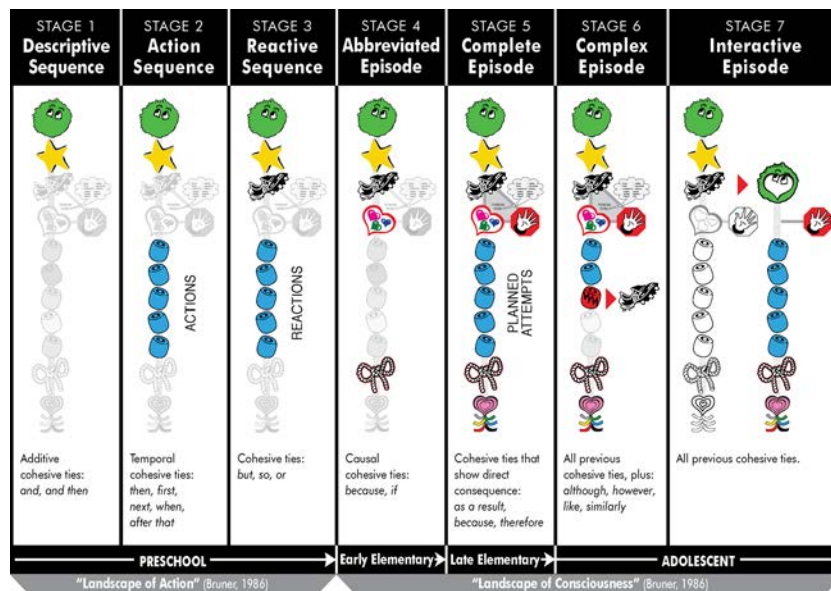 STAGE 1
Descriptive
Sequence
STAGE 2
Action
Sequence
STAGE 3
Reactive
Sequence
STAGE 4
Abbreviated
Episode
STAGE 5
Complete
Episode
STAGE 6
Complex
Episode
STAGE 7
Interactive
Episode
ACTIONS
REACTIONS
PLANNED
ATTEMPTS
Additive
cohesive ties:
and, and then
Temporal
cohesive ties:
then, first,
next, when,
after that
Cohesive ties:
but, so, or
Causal
cohesive ties:
because, if
Cohesive ties that
show direct
consequence:
as a result,
because, therefore
All previous
cohesive ties, plus:
although, however,
like, similarly
All previous cohesive ties.
PRESCHOOL
Early Elementary
Late Elementary
ADOLESCENT
"Landscape of Action" (Bruner, 1986)
"Landscape of Consciousness" (Bruner, 1986)